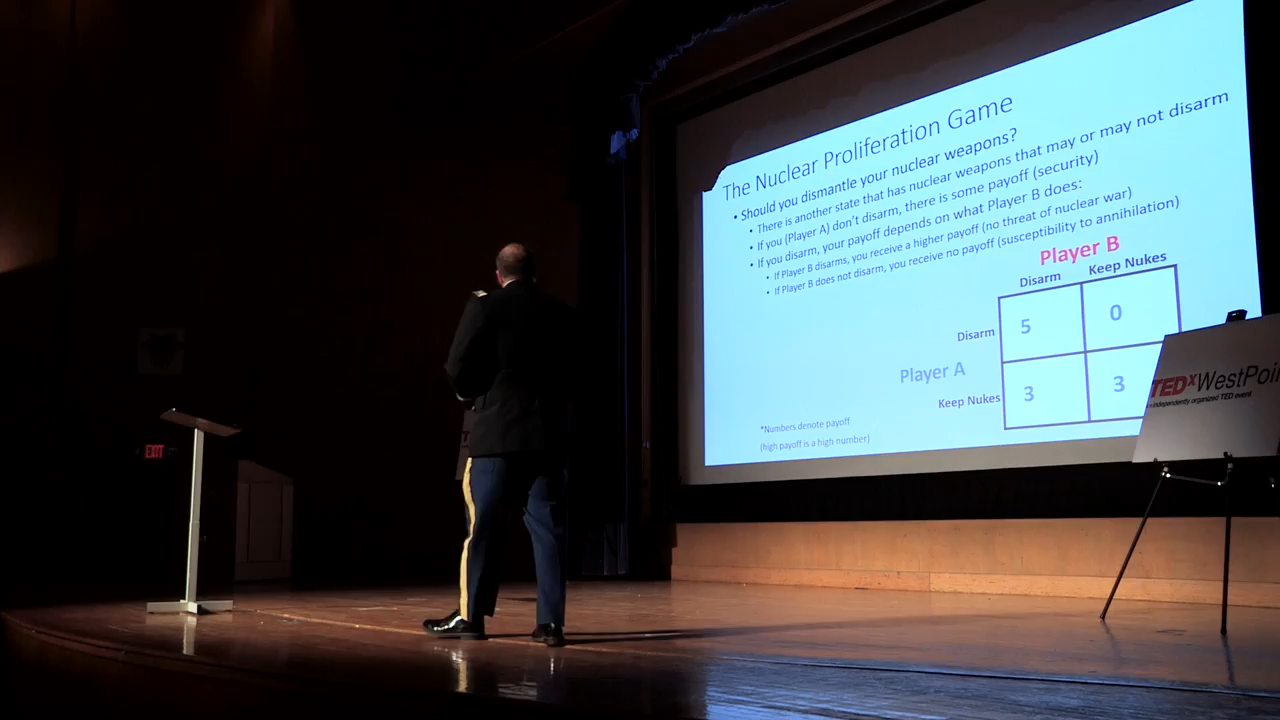 The Nuclear Proliferation Game
• Should you dismantle your nuclear weapons?
• There is another state that has nuclear weapons that may or may not disarm
• If you (Player A) don't disarm, there is some payoff (security)
• If you disarm, your payoff depends on what Player B does:
• If Player B disarms, you receive a higher payoff (no threat of nuclear war)
• If Player B does not disarm, you receive no payoff (susceptibility to annihilation)
Player B
Disarm Keep Nukes
Disarm 5 0
Player A
Keep Nukes 3 3
*Numbers denote payoff
(high payoff is a high number)
TEDxWestPoi
independently organized TED event
EXIT